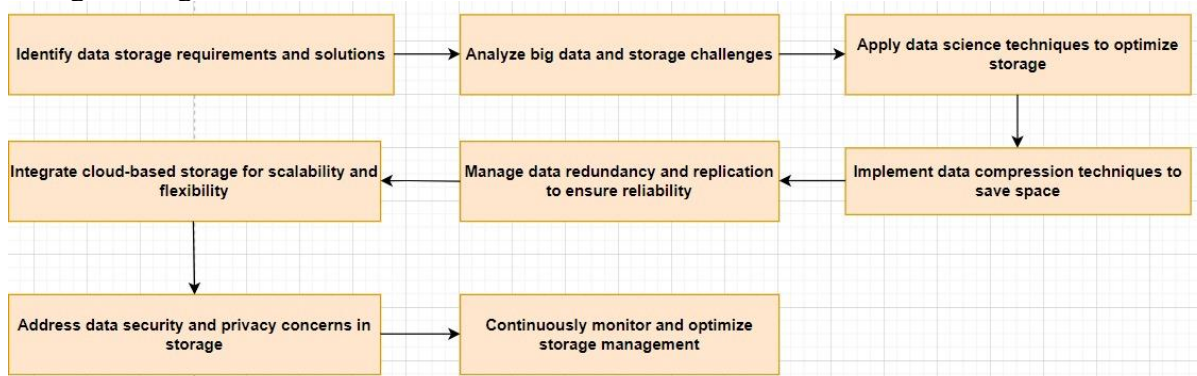 Identify data storage requirements and solutions
Analyze big data and storage challenges
Apply data science techniques to optimize
storage
Implement data compression techniques to
save space
Manage data redundancy and replication
to ensure reliability
Integrate cloud-based storage for scalability and
flexibility
Address data security and privacy concerns in
storage
Continuously monitor and optimize
storage management